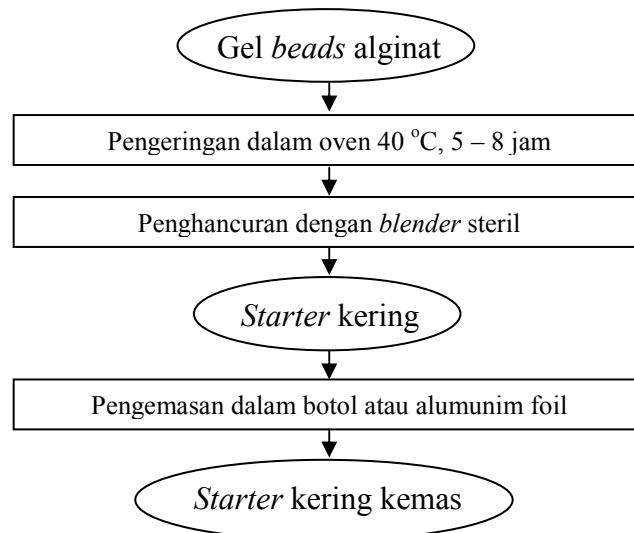 Gel beads alginat
Pengeringan dalam oven 40 °C, 5 – 8 jam
Penghancuran dengan blender steril
Starter kering
Pengemasan dalam botol atau alumunim foil
Starter kering kemas